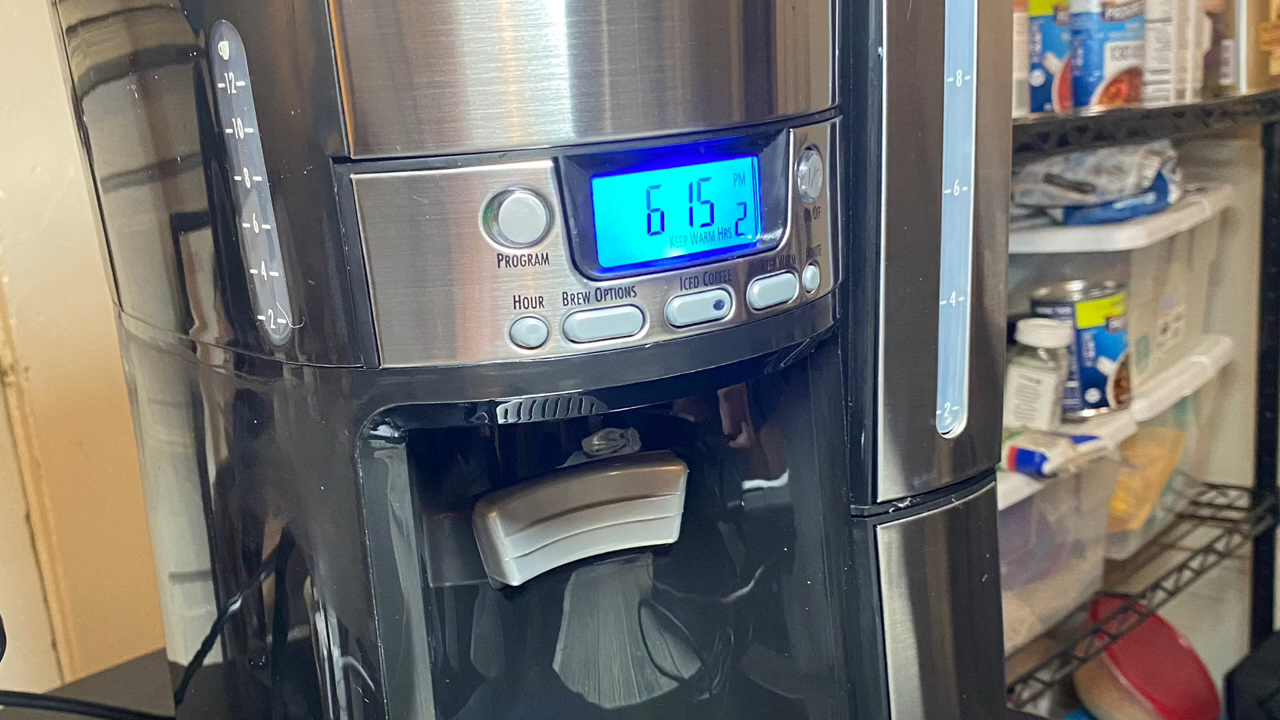 -12-
-10-
-8-
-6-
-4-
-2-
PROGRAM
6 15
PM
2
KEEP WARM HRS
ON/OFF
HOUR
BREW OPTIONS
ICED COFFEE
-8-
-6-
-4-
-2-